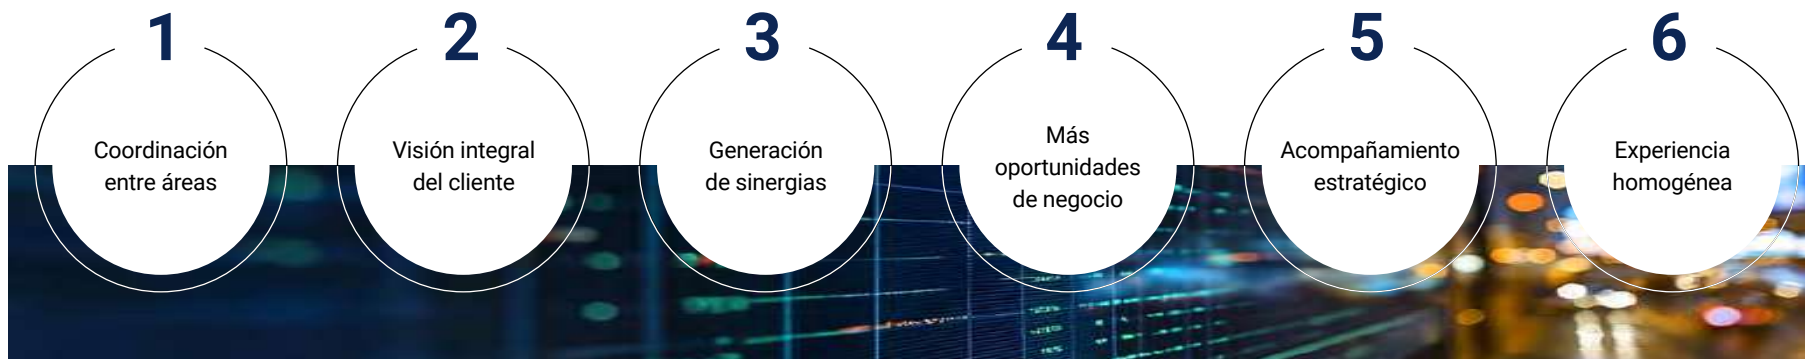 1
Coordinación
entre áreas
2
Visión integral
del cliente
3
Generación
de sinergias
4
Más
oportunidades
de negocio
5
Acompañamiento
estratégico
6
Experiencia
homogénea